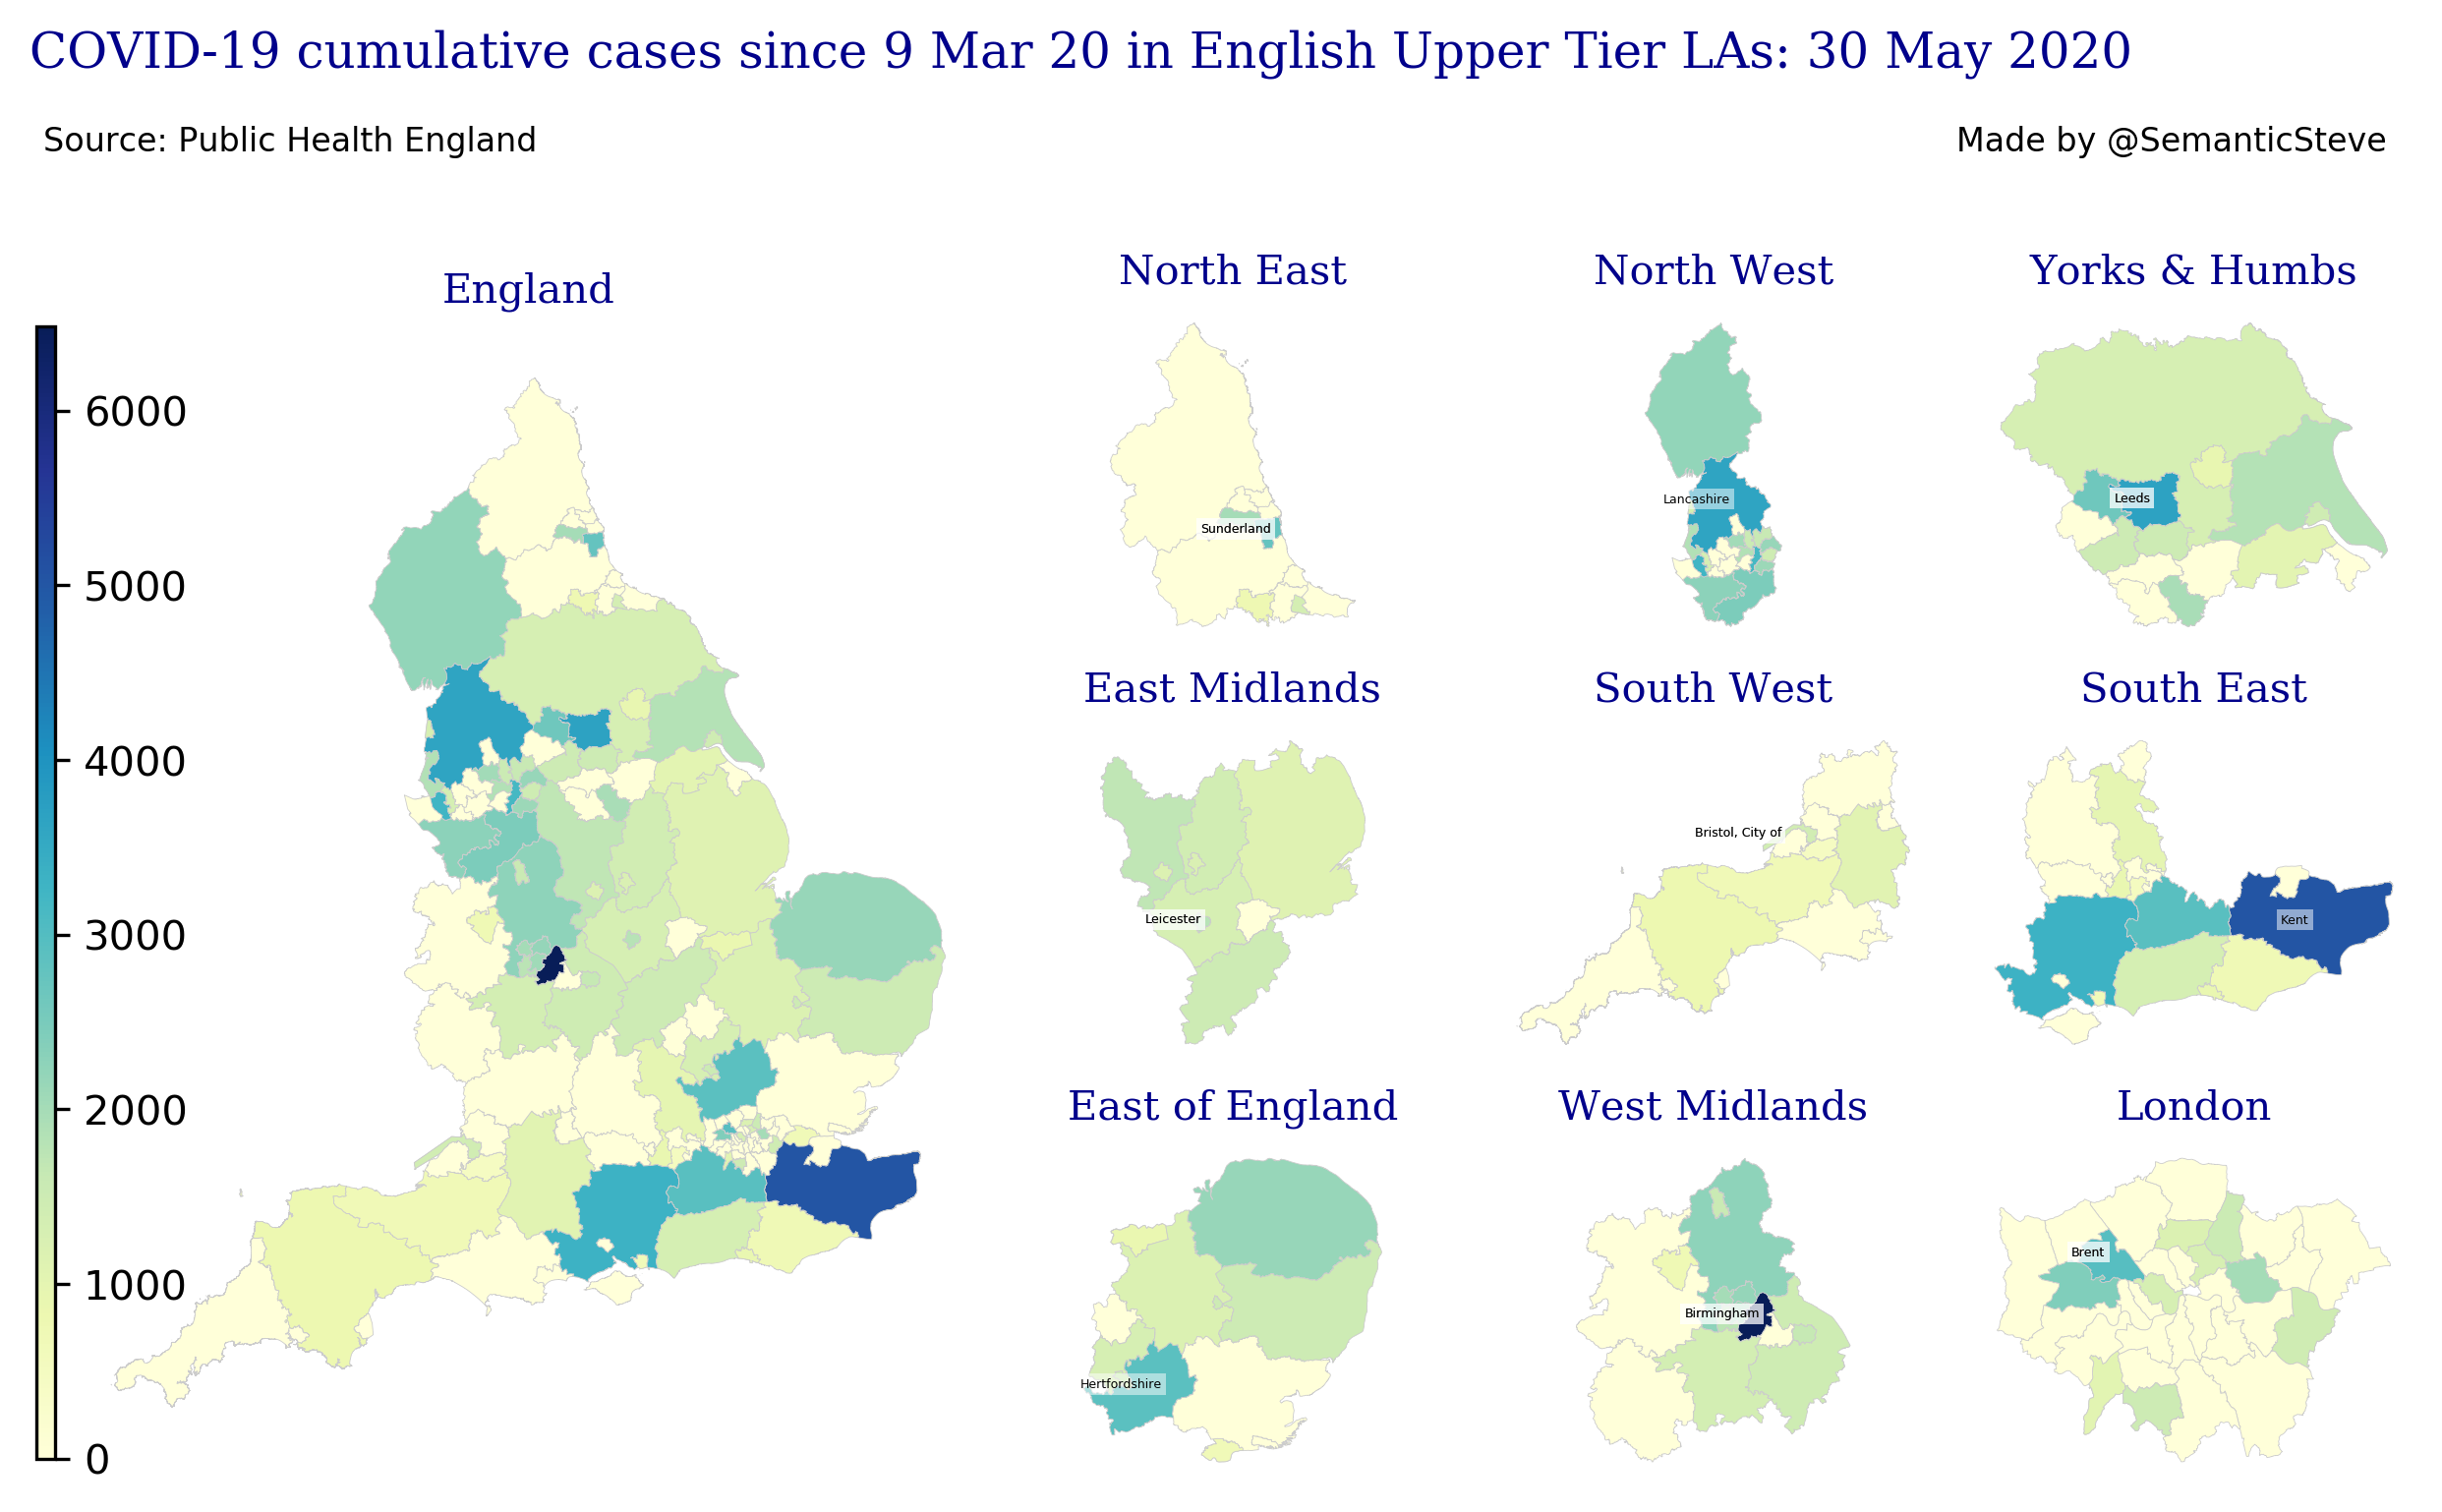 COVID-19 cumulative cases since 9 Mar 20 in English Upper Tier LAs: 30 May 2020
Source: Public Health England
Made by @SemanticSteve
England
6000
5000
4000
3000
2000
1000
0
North East
Sunderland
North West
Lancashire
Yorks & Humbs
Leeds
East Midlands
Leicester
South West
Bristol, City of
South East
Kent
East of England
Hertfordshire
West Midlands
Birmingham
London
Brent